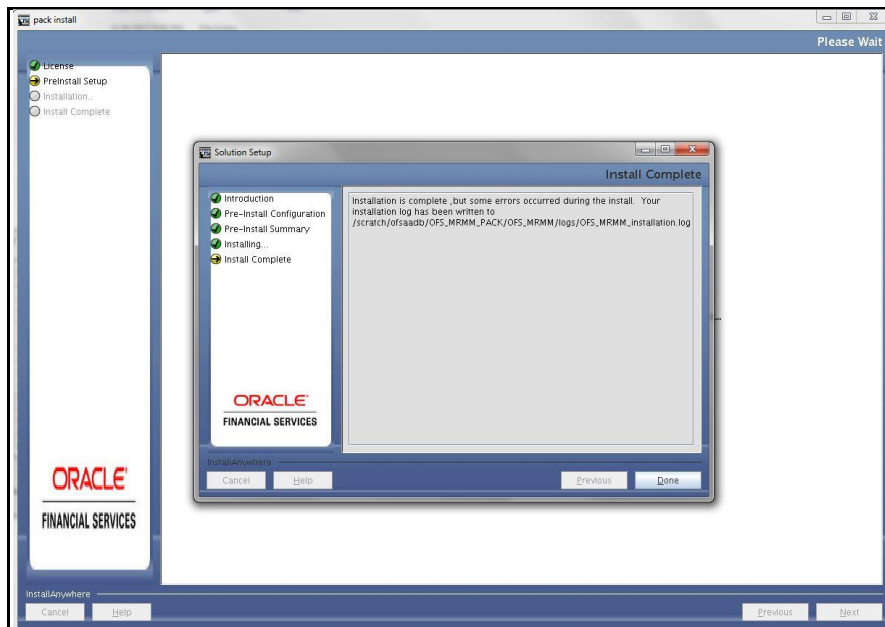 pack install
Please Wait
License
PreInstall Setup
Installation..
Install Complete
Solution Setup
Install Complete
Introduction
Pre-Install Configuration
Pre-Install Summary
Installing...
Install Complete
Installation is complete ,but some errors occurred during the install. Your
installation log has been written to
/scratch/ofsaadb/OFS_MRMM_PACK/OFS_MRMM/logs/OFS_MRMM_installation.log
ORACLE
FINANCIAL SERVICES
InstallAnywhere
Cancel Help Previous Done
ORACLE
FINANCIAL SERVICES
InstallAnywhere
Cancel Help Previous Next